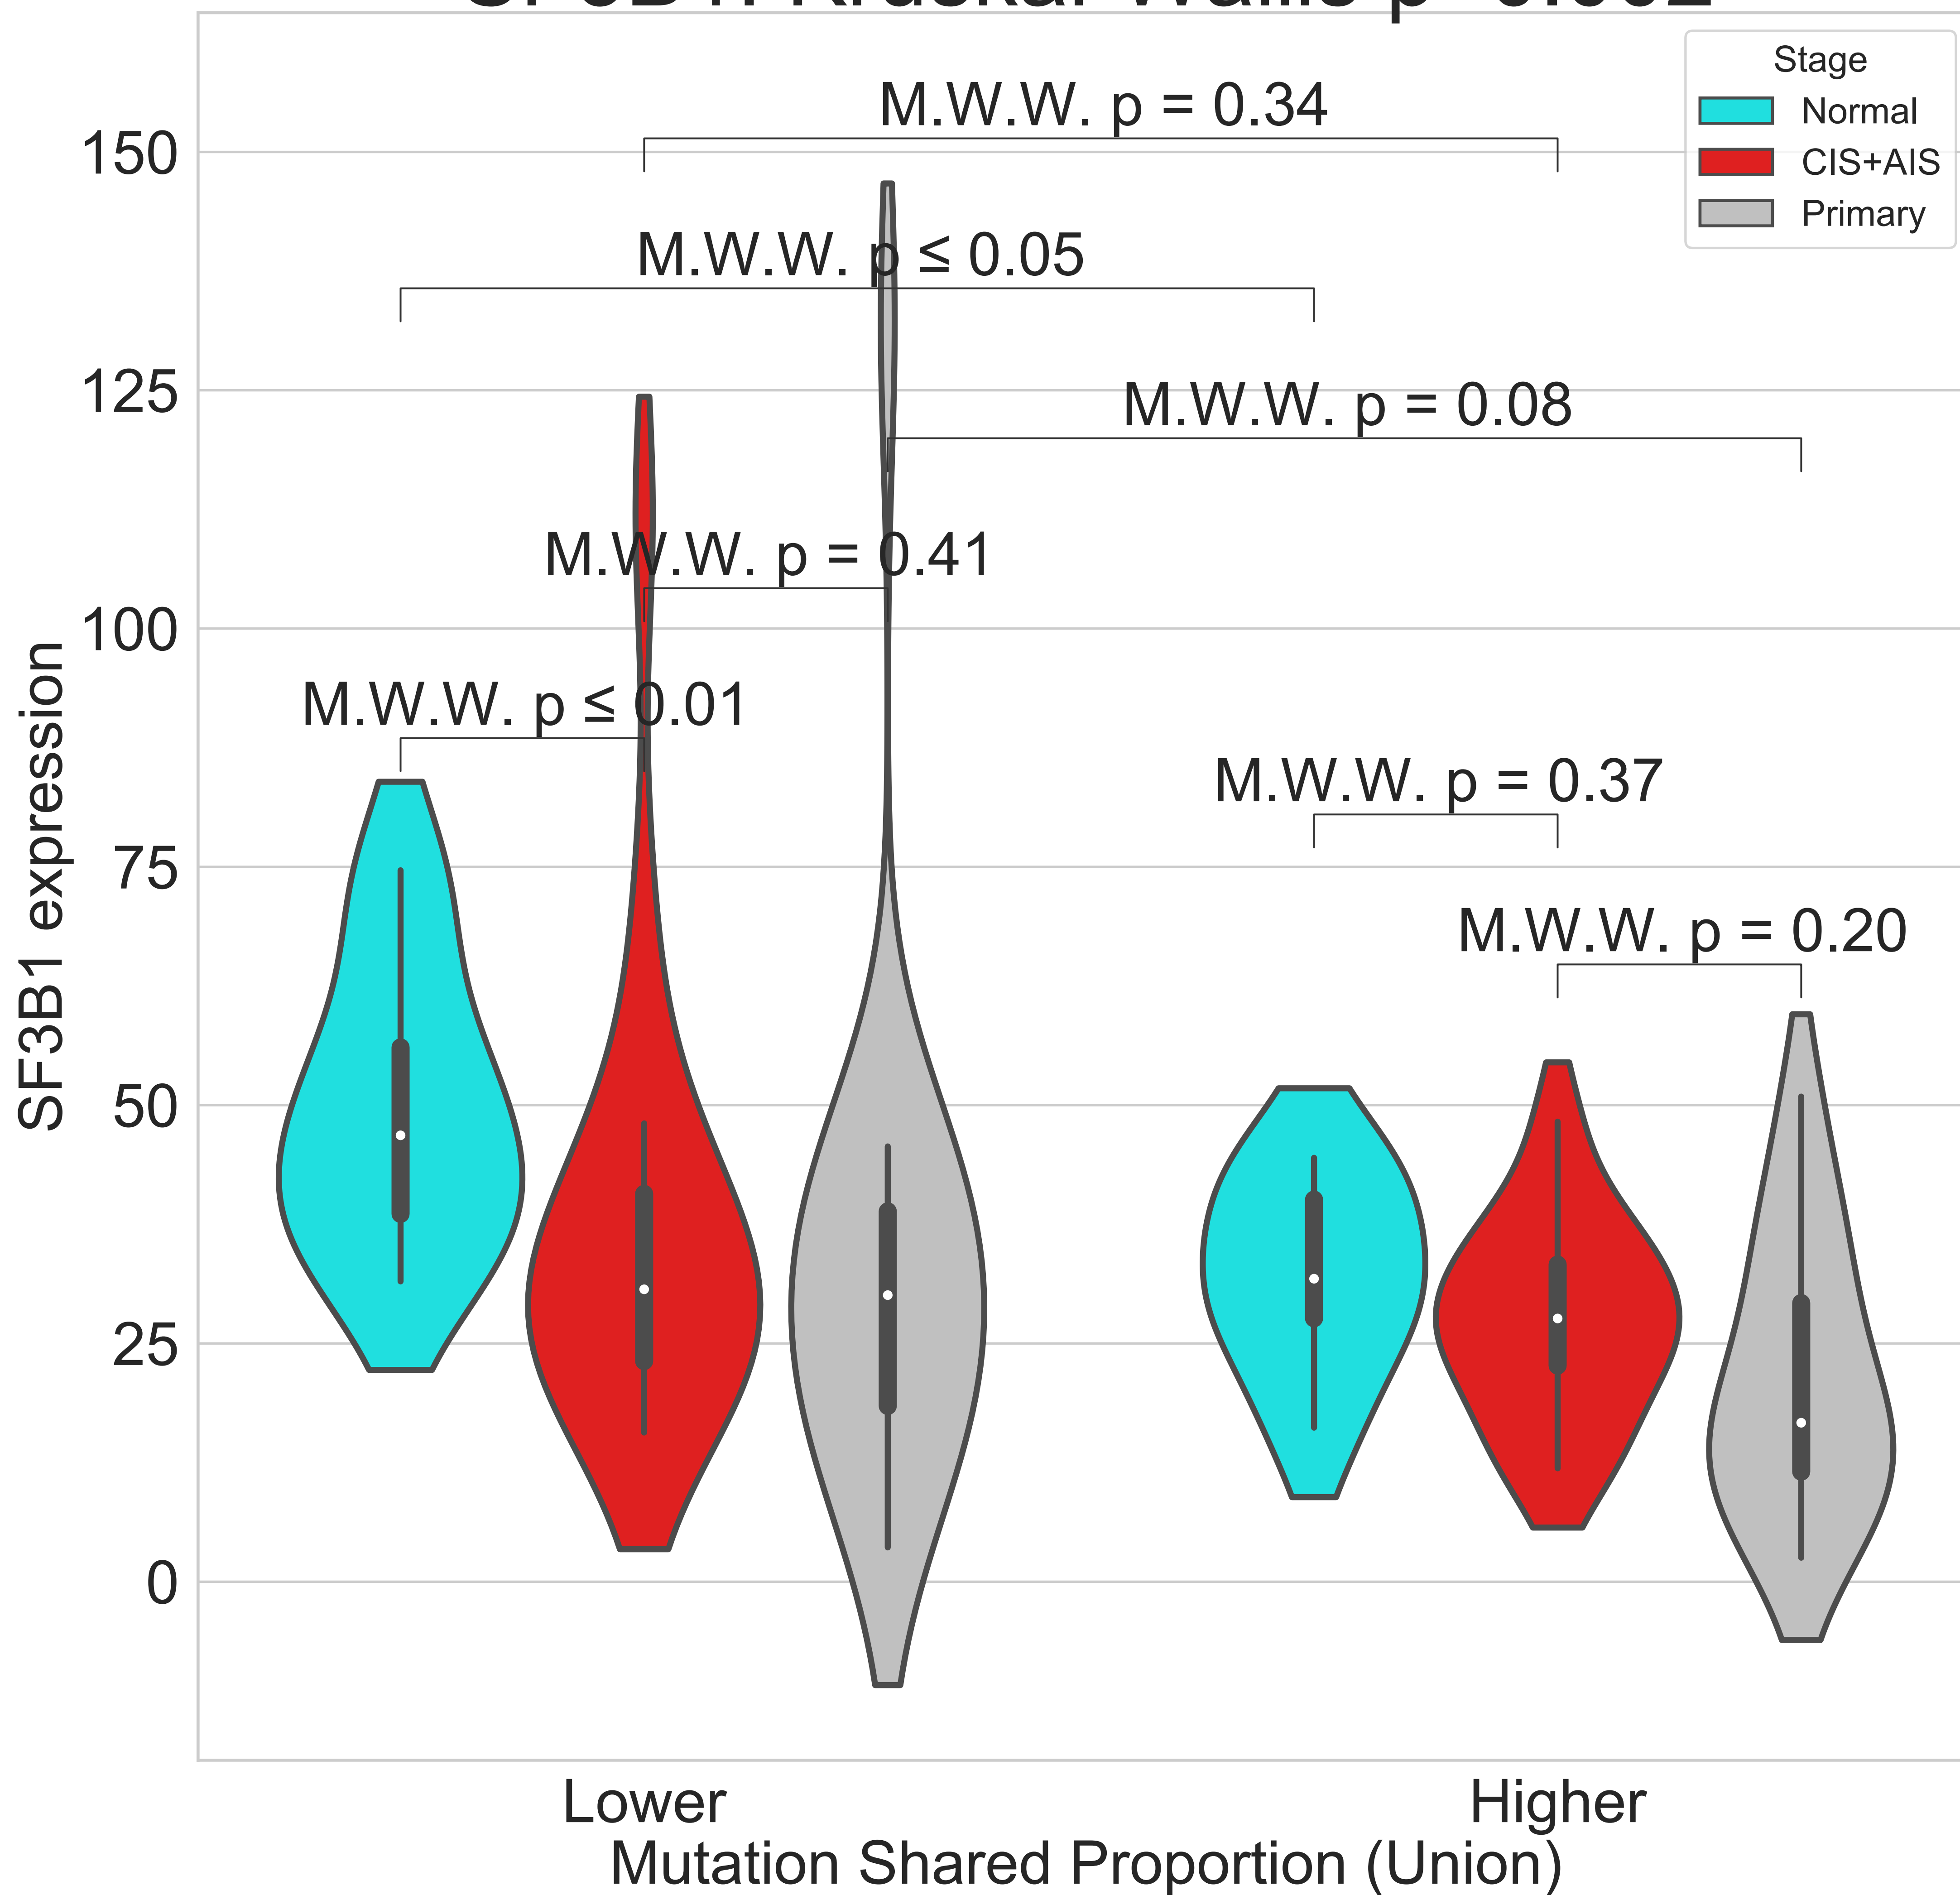 Stage
Normal
CIS+AIS
Primary
M.W.W. p = 0.34
M.W.W. p ≤ 0.05
M.W.W. p = 0.08
M.W.W. p = 0.41
M.W.W. p ≤ 0.01
M.W.W. p = 0.37
M.W.W. p = 0.20
150
125
100
75
50
25
0
SF3B1 expression
Lower
Higher
Mutation Shared Proportion (Union)